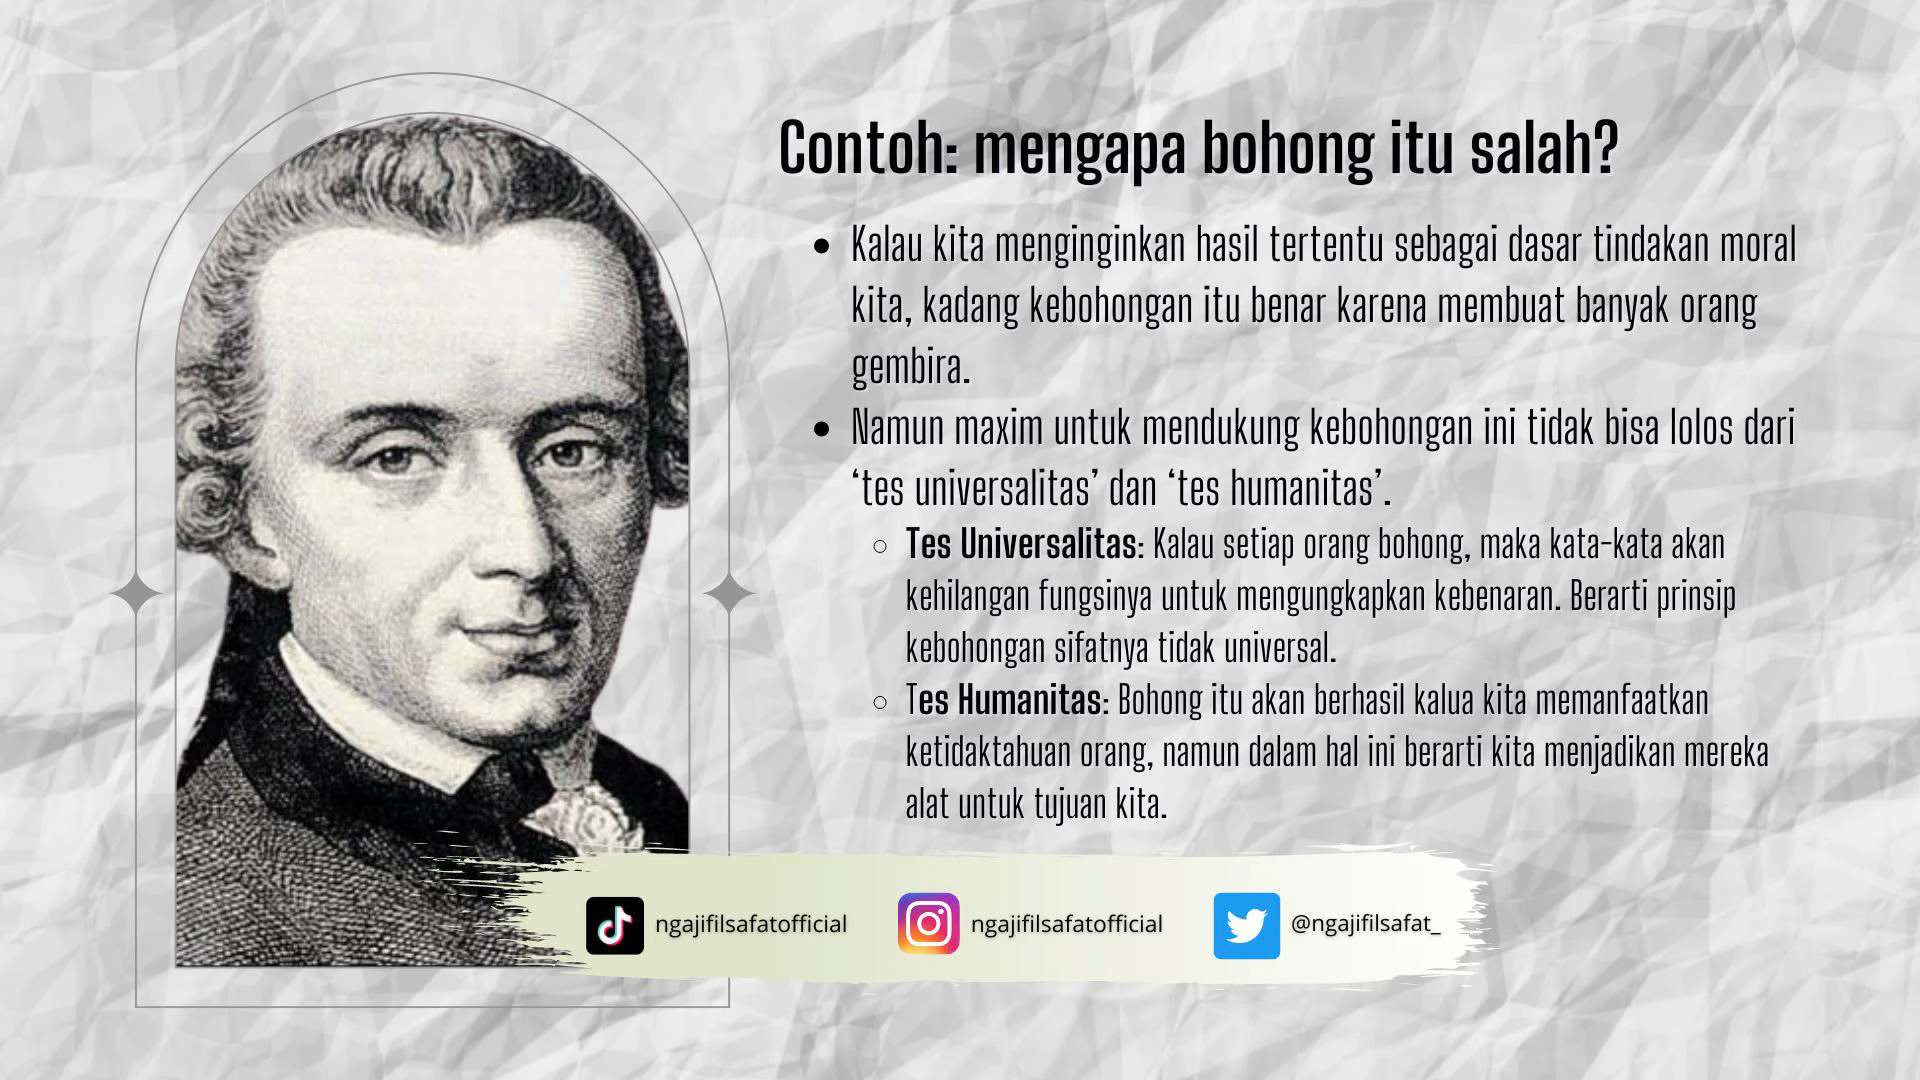 Contoh: mengapa bohong itu salah?
• Kalau kita menginginkan hasil tertentu sebagai dasar tindakan moral
kita, kadang kebohongan itu benar karena membuat banyak orang
gembira.
• Namun maxim untuk mendukung kebohongan ini tidak bisa lolos dari
‘tes universalitas’ dan ‘tes humanitas’.
○ Tes Universalitas: Kalau setiap orang bohong, maka kata-kata akan
kehilangan fungsinya untuk mengungkapkan kebenaran. Berarti prinsip
kebohongan sifatnya tidak universal.
○ Tes Humanitas: Bohong itu akan berhasil kalua kita memanfaatkan
ketidaktahuan orang, namun dalam hal ini berarti kita menjadikan mereka
alat untuk tujuan kita.
ngajifilsafatofficial ngajifilsafatofficial @ngajifilsafat_